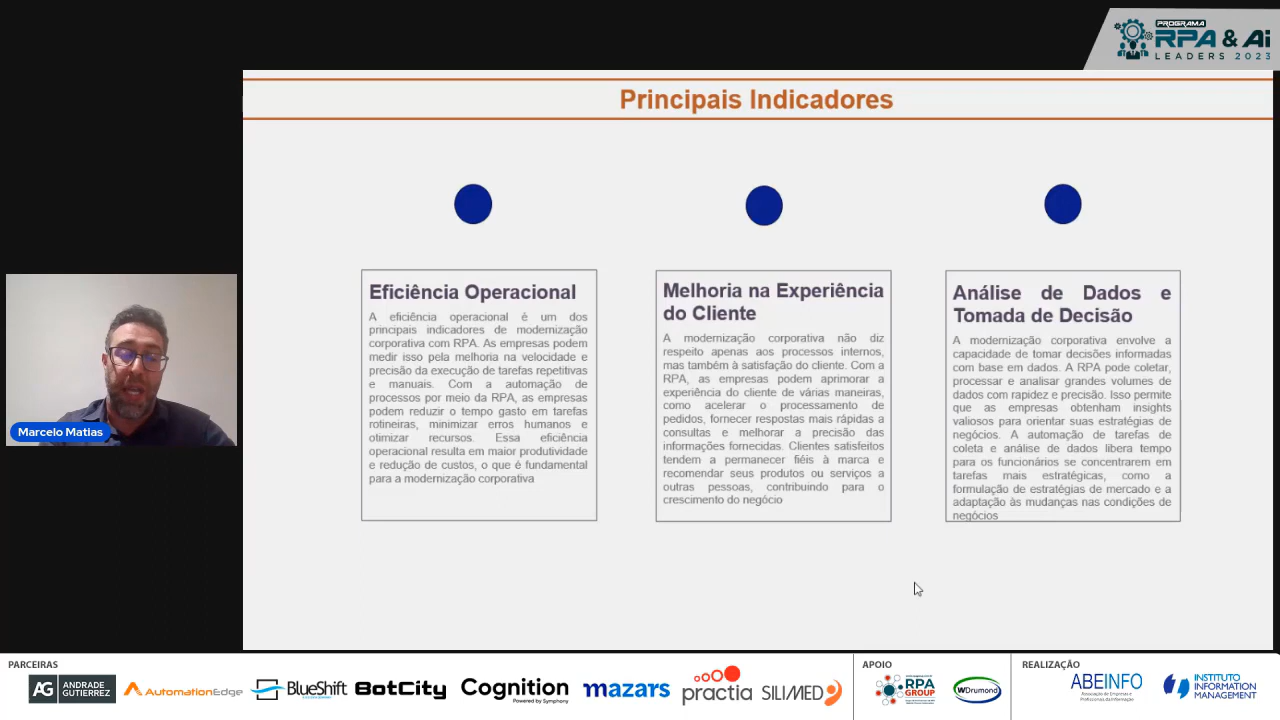 PROGRAMA
RPA & Ai
LEADERS 2023
Principais Indicadores
Eficiência Operacional
A eficiência operacional é um dos
principais indicadores de modernização
corporativa com RPA. As empresas podem
medir isso pela melhoria na velocidade e
precisão da execução de tarefas repetitivas
e manuais. Com a automação de
processos por meio da RPA, as empresas
podem reduzir o tempo gasto em tarefas
rotineiras, minimizar erros humanos e
otimizar recursos. Essa eficiência
operacional resulta em maior produtividade
e redução de custos, o que é fundamental
para a modernização corporativa
Melhoria na Experiência
do Cliente
A modernização corporativa não diz
respeito apenas aos processos internos,
mas também à satisfação do cliente. Com a
RPA, as empresas podem aprimorar a
experiência do cliente de várias maneiras,
como acelerar o processamento de
pedidos, fornecer respostas mais rápidas a
consultas e melhorar a precisão das
informações fornecidas. Clientes satisfeitos
tendem a permanecer fiéis à marca e
recomendar seus produtos ou serviços a
outras pessoas, contribuindo para o
crescimento do negócio
Análise de Dados e
Tomada de Decisão
A modernização corporativa envolve a
capacidade de tomar decisões informadas
com base em dados. A RPA pode coletar,
processar e analisar grandes volumes de
dados com rapidez e precisão. Isso permite
que as empresas obtenham insights
valiosos para orientar suas estratégias de
negócios. A automação de tarefas de
coleta e análise de dados libera tempo
para os funcionários se concentrarem em
tarefas mais estratégicas, como a
formulação de estratégias de mercado e a
adaptação às mudanças nas condições de
negócios
Marcelo Matias
PARCEIRAS
AG ANDRADE
GUTIERREZ
AutomationEdge
BlueShift
BotCity
Cognition
Powered by Symphony
mazars
practia
SILIMED
APOIO
RPA
GROUP
WDrumond
REALIZAÇÃO
ABEINFO
Associação de Empresas e
Profissionais da Informação
INSTITUTO
INFORMATION
MANAGEMENT